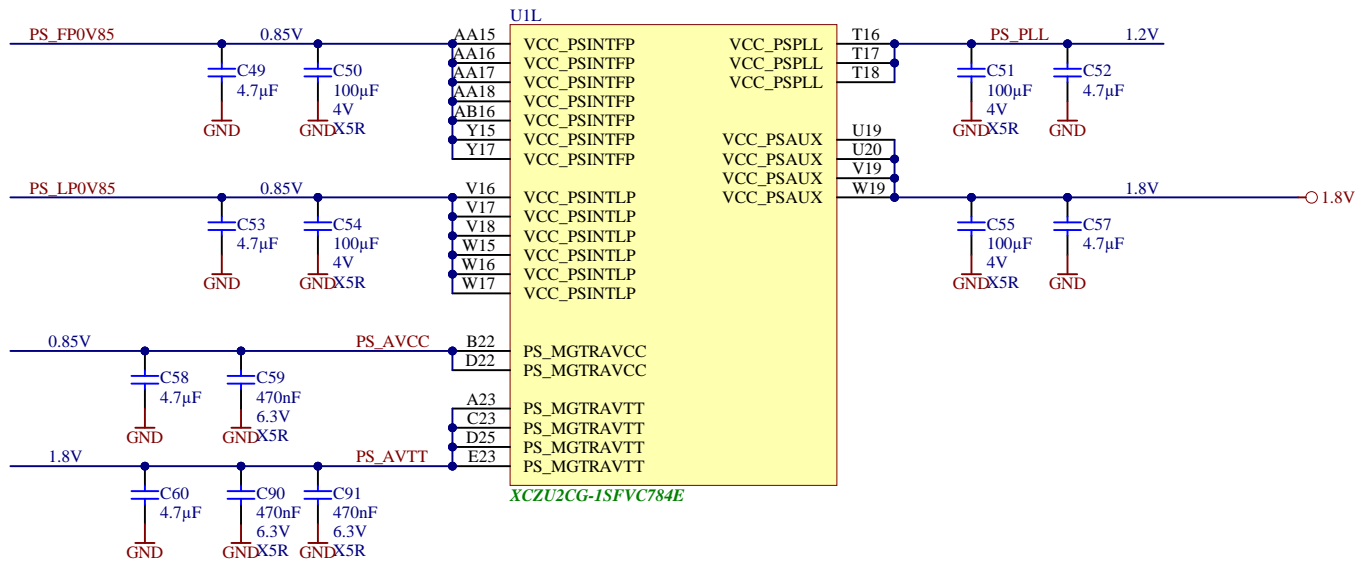 U1L
PS_FP0V85
0.85V
C49
4.7µF
GND
C50
100µF
4V
X5R
GND
AA15
AA16
AA17
AA18
AB16
Y15
Y17
VCC_PSINTFP
VCC_PSINTFP
VCC_PSINTFP
VCC_PSINTFP
VCC_PSINTFP
VCC_PSINTFP
VCC_PSINTFP
VCC_PSPLL
VCC_PSPLL
VCC_PSPLL
T16
T17
T18
PS_PLL
1.2V
C51
100µF
4V
X5R
GND
C52
4.7µF
GND
VCC_PSAUX
VCC_PSAUX
VCC_PSAUX
VCC_PSAUX
U19
U20
V19
W19
1.8V
1.8V
C55
100µF
4V
X5R
GND
C57
4.7µF
GND
PS_LP0V85
0.85V
C53
4.7µF
GND
C54
100µF
4V
X5R
GND
V16
V17
V18
W15
W16
W17
VCC_PSINTLP
VCC_PSINTLP
VCC_PSINTLP
VCC_PSINTLP
VCC_PSINTLP
VCC_PSINTLP
0.85V
PS_AVCC
C58
4.7µF
GND
C59
470nF
6.3V
X5R
GND
B22
D22
PS_MGTRAVCC
PS_MGTRAVCC
A23
C23
D25
E23
PS_MGTRAVTT
PS_MGTRAVTT
PS_MGTRAVTT
PS_MGTRAVTT
1.8V
PS_AVTT
C60
4.7µF
GND
C90
470nF
6.3V
X5R
GND
C91
470nF
6.3V
X5R
GND
XCZU2CG-1SFVC784E